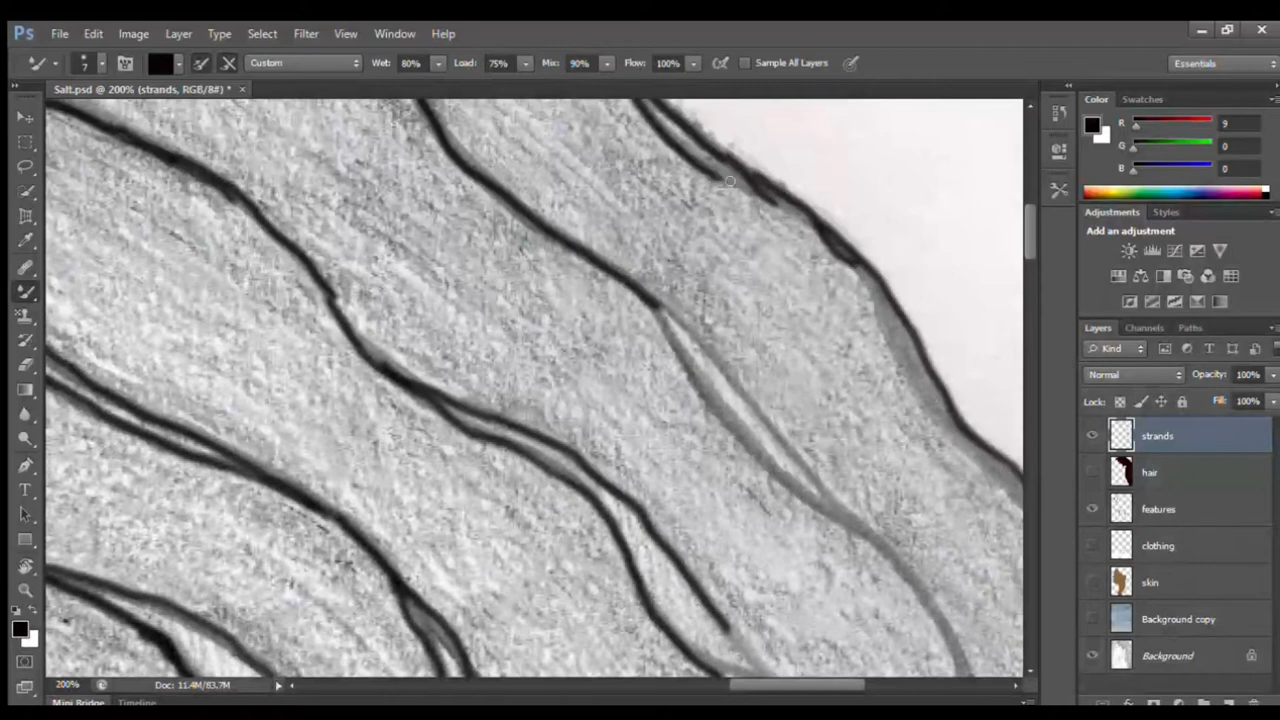 Ps File Edit Image Layer Type Select Filter View Window Help
7 Custom Wet: 80% Load: 75% Mix: 90% Flow: 100% Sample All Layers Essentials
Salt.psd @ 200% (strands, RGB/8#) * ×
Color Swatches
R 9
G 0
B 0
Adjustments Styles
Add an adjustment
Layers Channels Paths
Kind
Normal Opacity: 100%
Lock: Fill: 100%
strands
hair
features
clothing
skin
Background copy
Background
200% Doc: 11.4M/83.7M
Mini Bridge Timeline